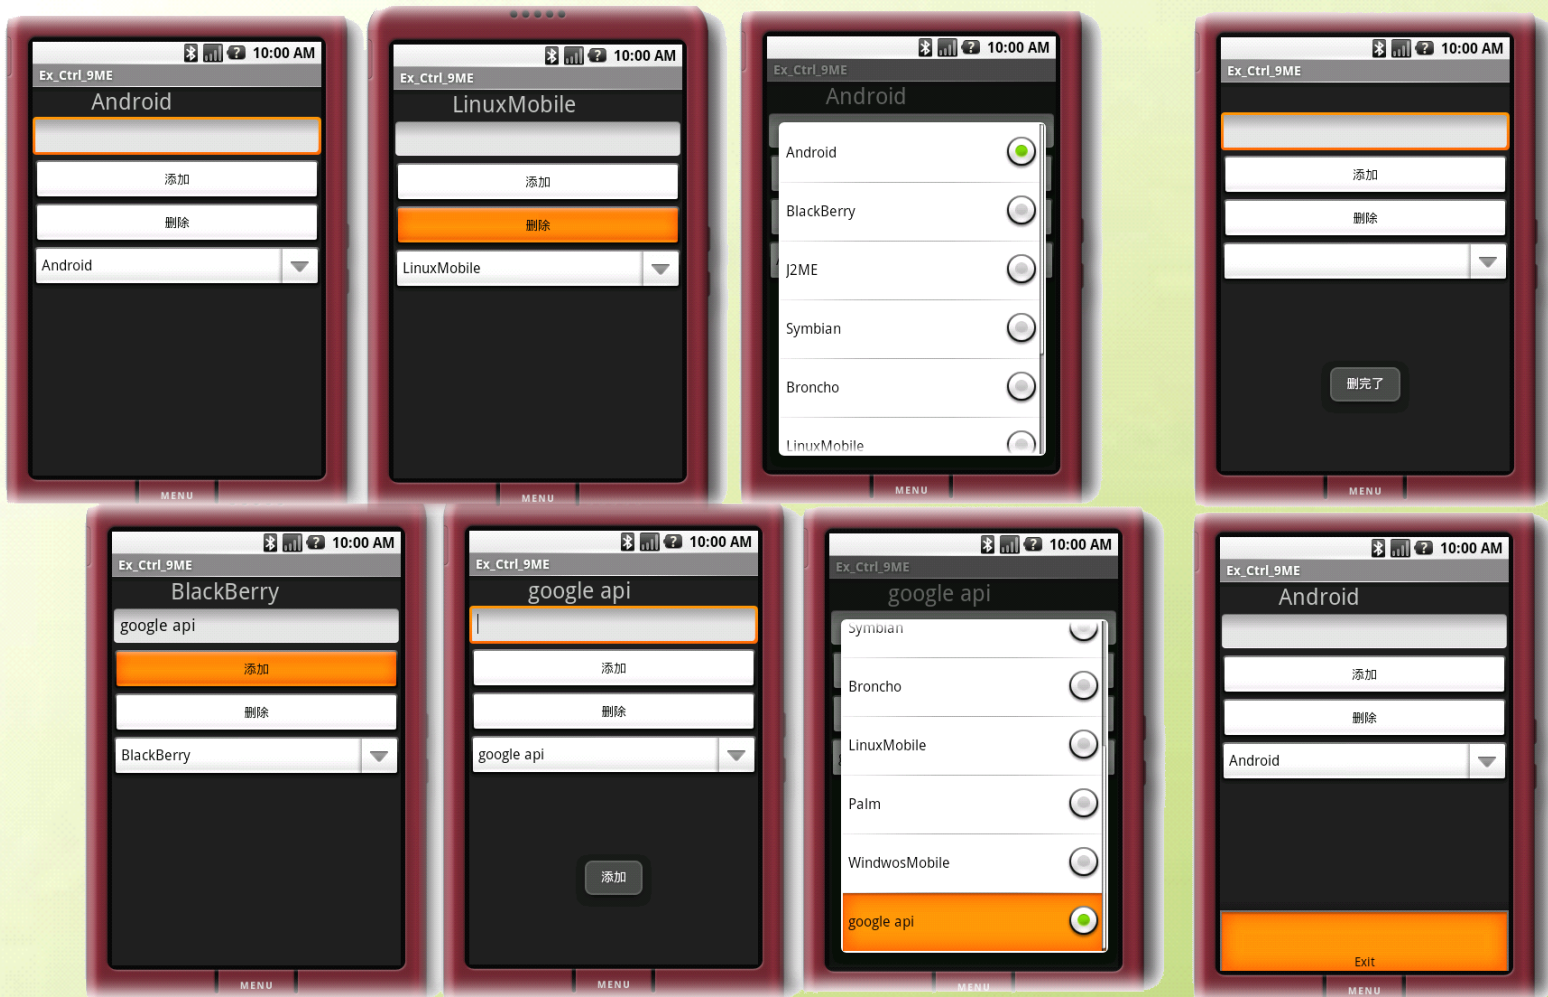 10:00 AM
Ex_Ctrl_9ME
Android
添加
删除
Android
MENU
10:00 AM
Ex_Ctrl_9ME
LinuxMobile
添加
删除
LinuxMobile
MENU
10:00 AM
Ex_Ctrl_9ME
Android
Android
BlackBerry
J2ME
Symbian
Broncho
LinuxMobile
MENU
10:00 AM
Ex_Ctrl_9ME
添加
删除
删完了
MENU
10:00 AM
Ex_Ctrl_9ME
BlackBerry
google api
添加
删除
BlackBerry
MENU
10:00 AM
Ex_Ctrl_9ME
google api
添加
删除
google api
添加
MENU
10:00 AM
Ex_Ctrl_9ME
google api
Symbian
Broncho
LinuxMobile
Palm
WindwosMobile
google api
MENU
10:00 AM
Ex_Ctrl_9ME
Android
添加
删除
Android
Exit
MENU